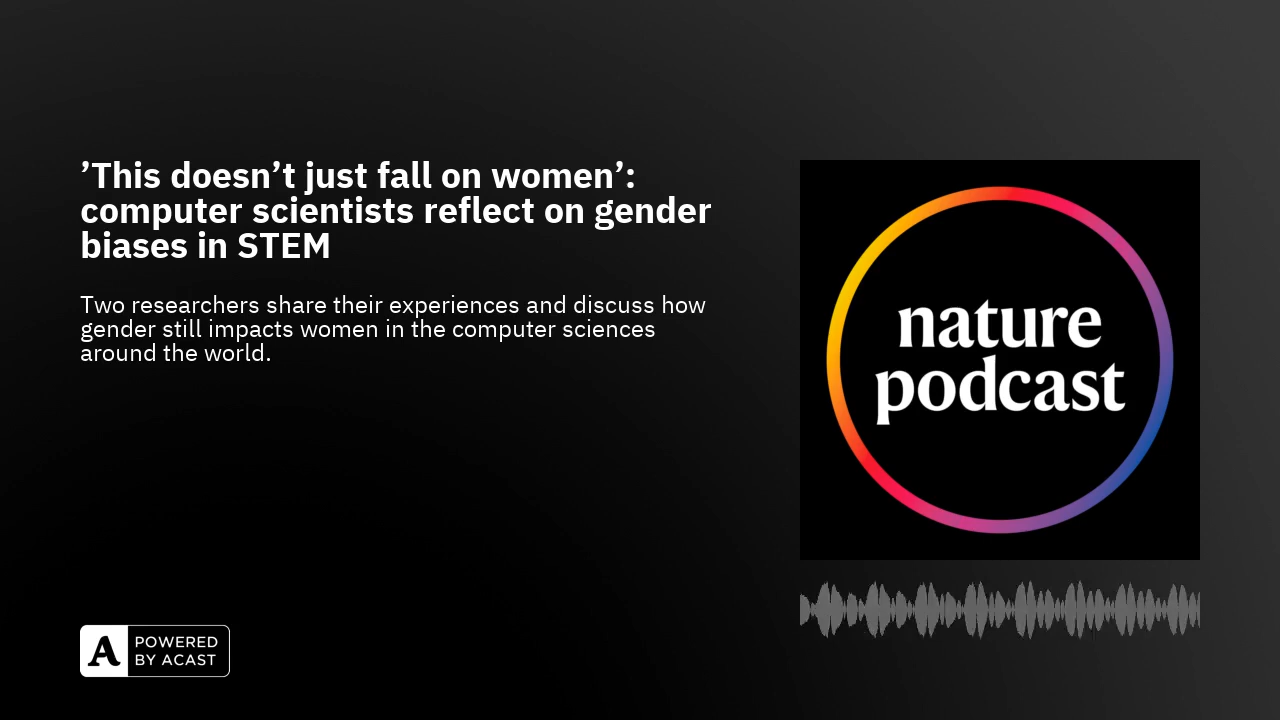 ’This doesn’t just fall on women’:
computer scientists reflect on gender
biases in STEM
Two researchers share their experiences and discuss how
gender still impacts women in the computer sciences
around the world.
nature
podcast
A
POWERED
BY ACAST